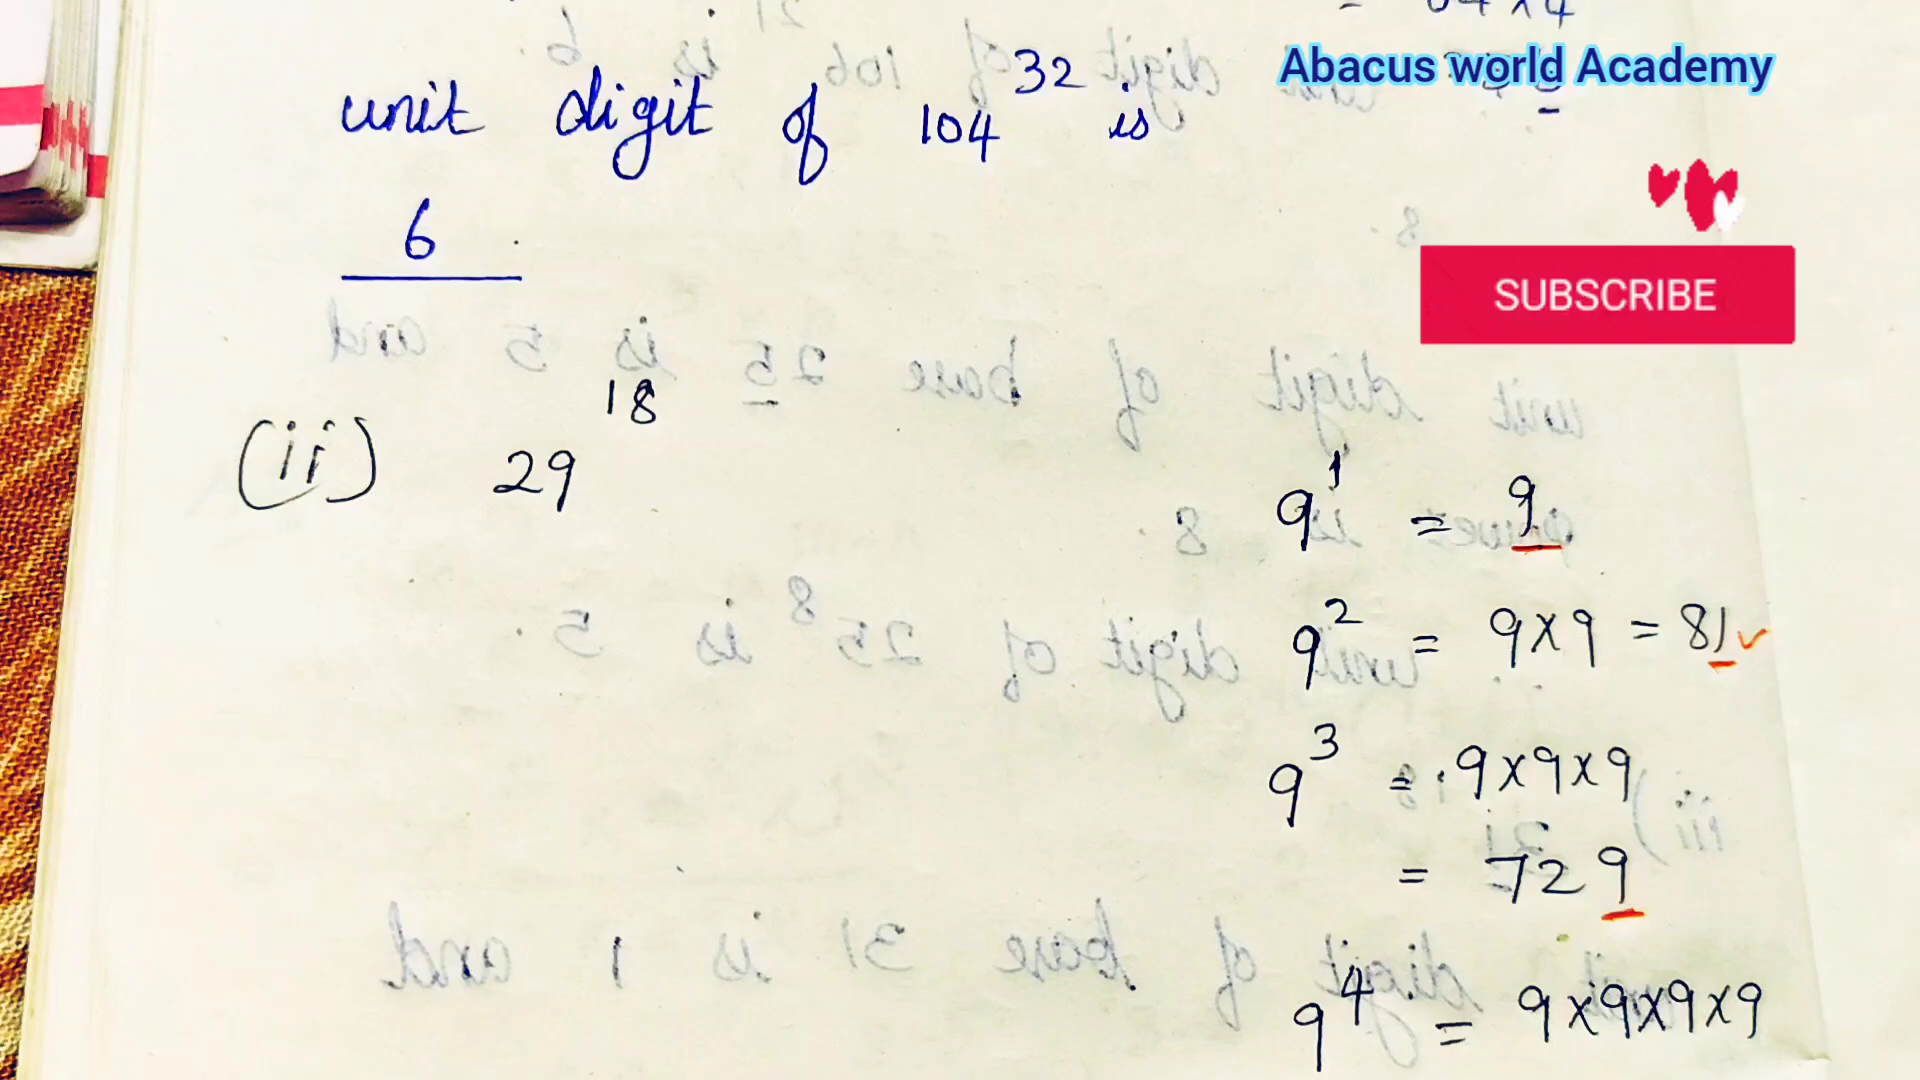 Abacus world Academy
unit digit of 104^32 is
6
SUBSCRIBE
(ii) 29^18
9^1 = 9
9^2 = 9x9 = 81
9^3 = 9x9x9
= 729
9^4 = 9x9x9x9